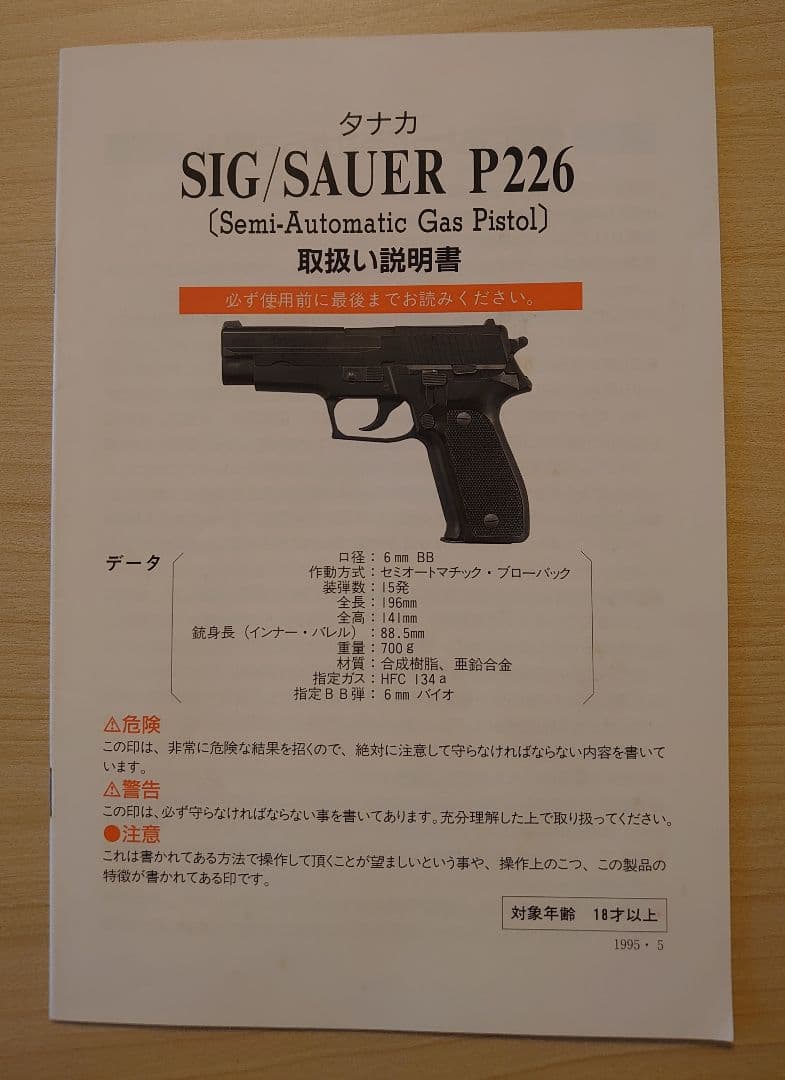 タナカ
SIG/SAUER P226
〔Semi-Automatic Gas Pistol〕
取扱い説明書
必ず使用前に最後までお読みください。
データ
口径：6mm BB
作動方式：セミオートマチック・ブローバック
装弾数：15発
全長：196mm
全高：141mm
銃身長（インナー・バレル）：88.5mm
重量：700g
材質：合成樹脂、亜鉛合金
指定ガス：HFC 134a
指定BB弾：6mm バイオ
⚠危険
この印は、非常に危険な結果を招くので、絶対に注意して守らなければならない内容を書いて
います。
⚠警告
この印は、必ず守らなければならない事を書いてあります。充分理解した上で取り扱ってください。
●注意
これは書かれてある方法で操作して頂くことが望ましいという事や、操作上のこつ、この製品の
特徴が書かれてある印です。
対象年齢 18才以上
1995・5